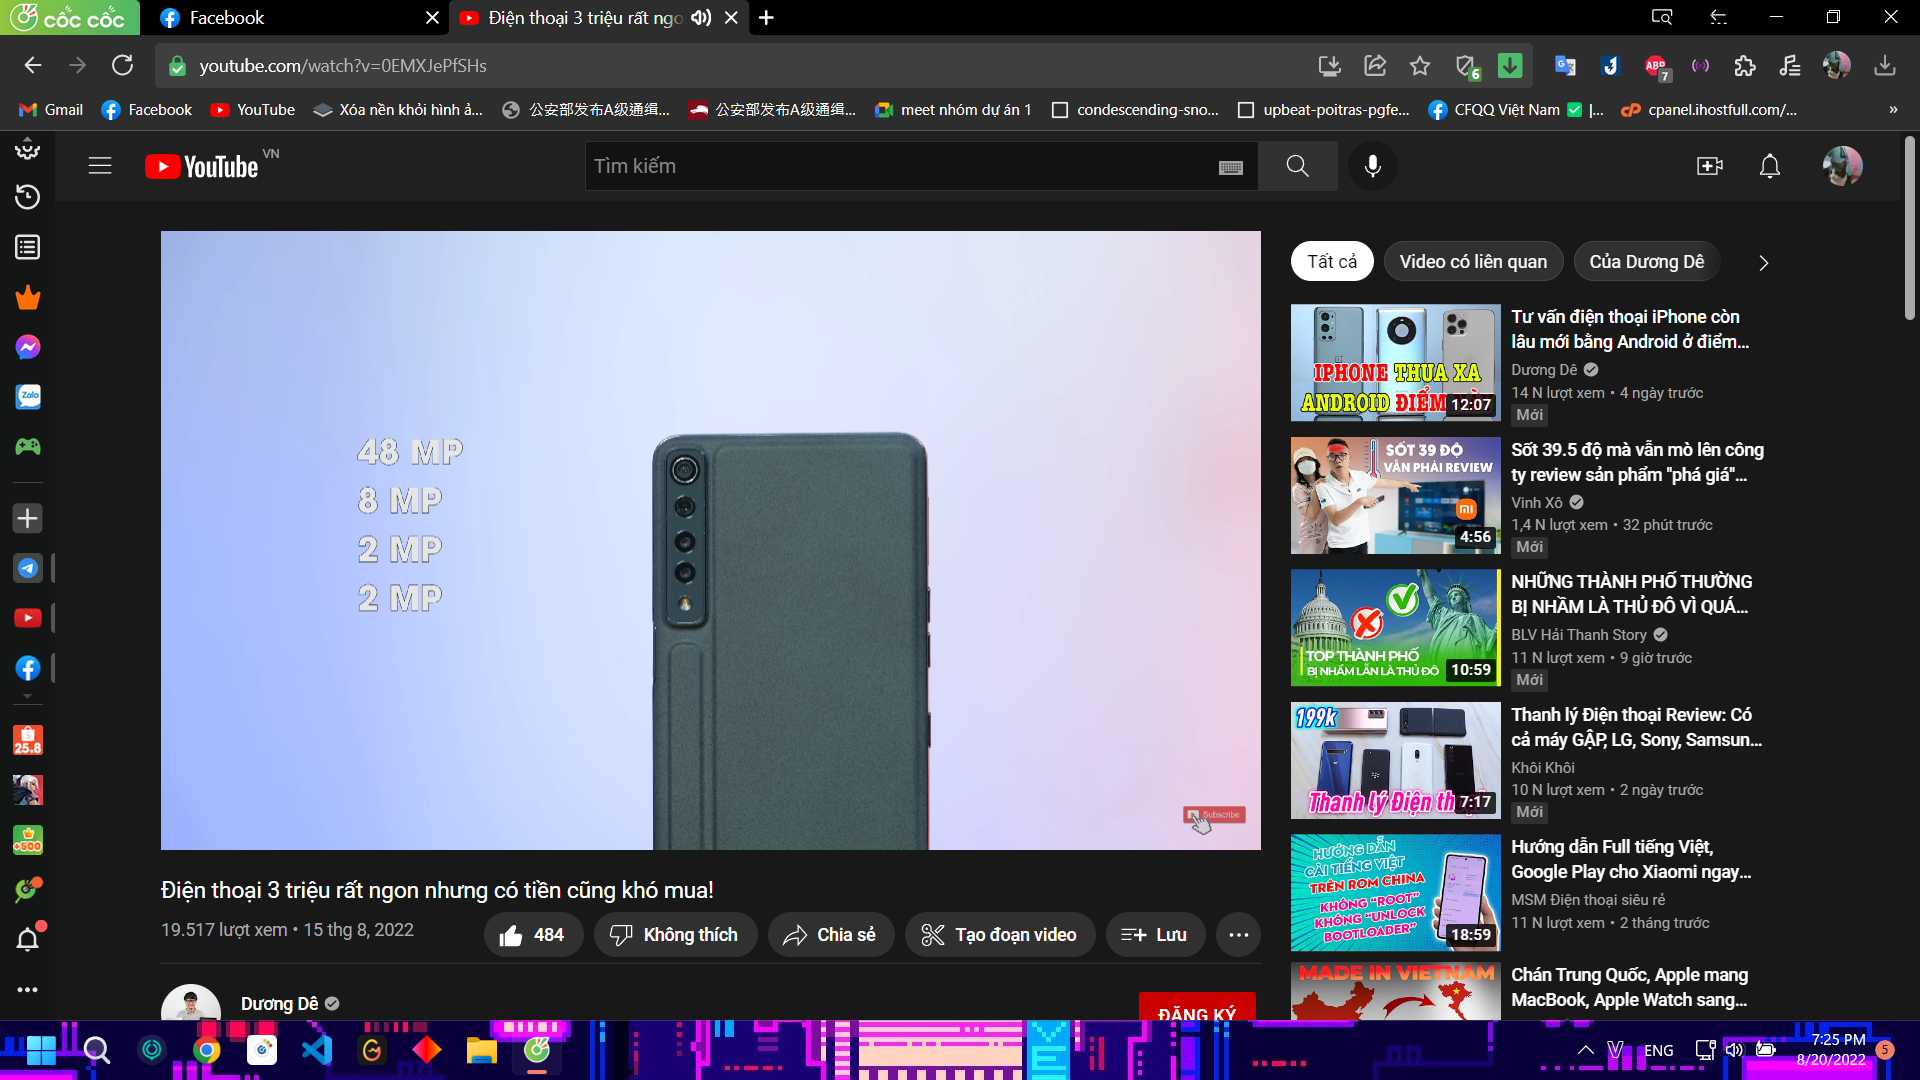 cốc cốc
Facebook
Điện thoại 3 triệu rất ngo
youtube.com/watch?v=0EMXJePfSHs
6
ABP
7
Gmail
Facebook
YouTube
Xóa nền khỏi hình ả...
公安部发布A级通缉...
公安部发布A级通缉...
meet nhóm dự án 1
condescending-sno...
upbeat-poitras-pgfe...
CFQQ Việt Nam ✅ |...
cpanel.ihostfull.com/...
»
YouTube VN
Tìm kiếm
Zalo
25.8
+500
48 MP
8 MP
2 MP
2 MP
Subscribe
Điện thoại 3 triệu rất ngon nhưng có tiền cũng khó mua!
19.517 lượt xem • 15 thg 8, 2022
484
Không thích
Chia sẻ
Tạo đoạn video
Lưu
Dương Dê
ĐĂNG KÝ
Tất cả
Video có liên quan
Của Dương Dê
IPHONE THUA XA
ANDROID ĐIỂM
12:07
Tư vấn điện thoại iPhone còn
lâu mới bằng Android ở điểm...
Dương Dê
14 N lượt xem • 4 ngày trước
Mới
SỐT 39 ĐỘ
VẪN PHẢI REVIEW
4:56
Sốt 39.5 độ mà vẫn mò lên công
ty review sản phẩm "phá giá"...
Vinh Xô
1,4 N lượt xem • 32 phút trước
Mới
TOP THÀNH PHỐ
BỊ NHẦM LẪN LÀ THỦ ĐÔ
10:59
NHỮNG THÀNH PHỐ THƯỜNG
BỊ NHẦM LÀ THỦ ĐÔ VÌ QUÁ...
BLV Hải Thanh Story
11 N lượt xem • 9 giờ trước
Mới
199k
Thanh lý Điện th
7:17
Thanh lý Điện thoại Review: Có
cả máy GẬP, LG, Sony, Samsun...
Khôi Khôi
10 N lượt xem • 2 ngày trước
Mới
HƯỚNG DẪN
CÀI TIẾNG VIỆT
TRÊN ROM CHINA
KHÔNG "ROOT"
KHÔNG "UNLOCK
BOOTLOADER"
18:59
Hướng dẫn Full tiếng Việt,
Google Play cho Xiaomi ngay...
MSM Điện thoại siêu rẻ
11 N lượt xem • 2 tháng trước
MADE IN VIETNAM
Chán Trung Quốc, Apple mang
MacBook, Apple Watch sang...
ENG
7:25 PM
8/20/2022
5